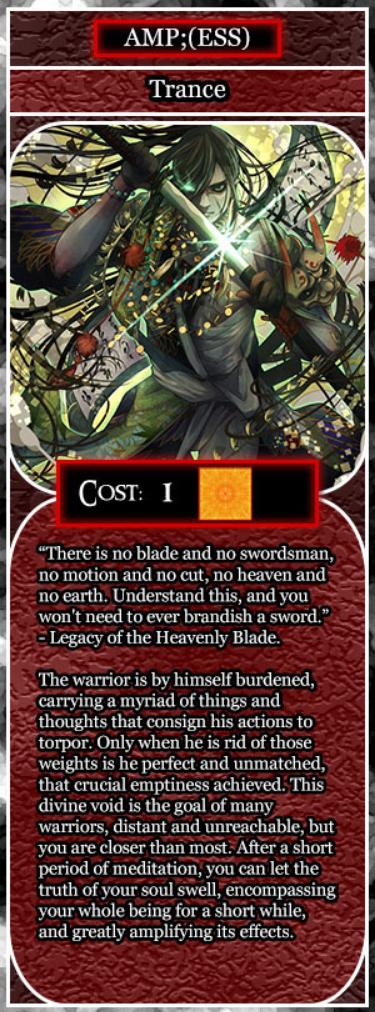 AMP;(ESS)
Trance
Cost: 1
“There is no blade and no swordsman,
no motion and no cut, no heaven and
no earth. Understand this, and you
won't need to ever brandish a sword.”
- Legacy of the Heavenly Blade.
The warrior is by himself burdened,
carrying a myriad of things and
thoughts that consign his actions to
torpor. Only when he is rid of those
weights is he perfect and unmatched,
that crucial emptiness achieved. This
divine void is the goal of many
warriors, distant and unreachable, but
you are closer than most. After a short
period of meditation, you can let the
truth of your soul swell, encompassing
your whole being for a short while,
and greatly amplifying its effects.